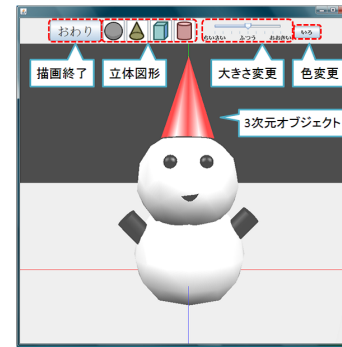 おわり
ちいさい ふつう おおきい
いろ
描画終了 立体図形 大きさ変更 色変更
3次元オブジェクト